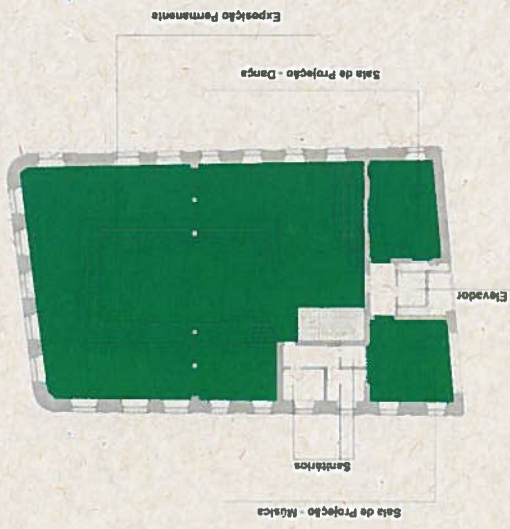 Sala de Projeção - Música
Sanitários
Elevador
Sala de Projeção - Dança
Exposição Permanente